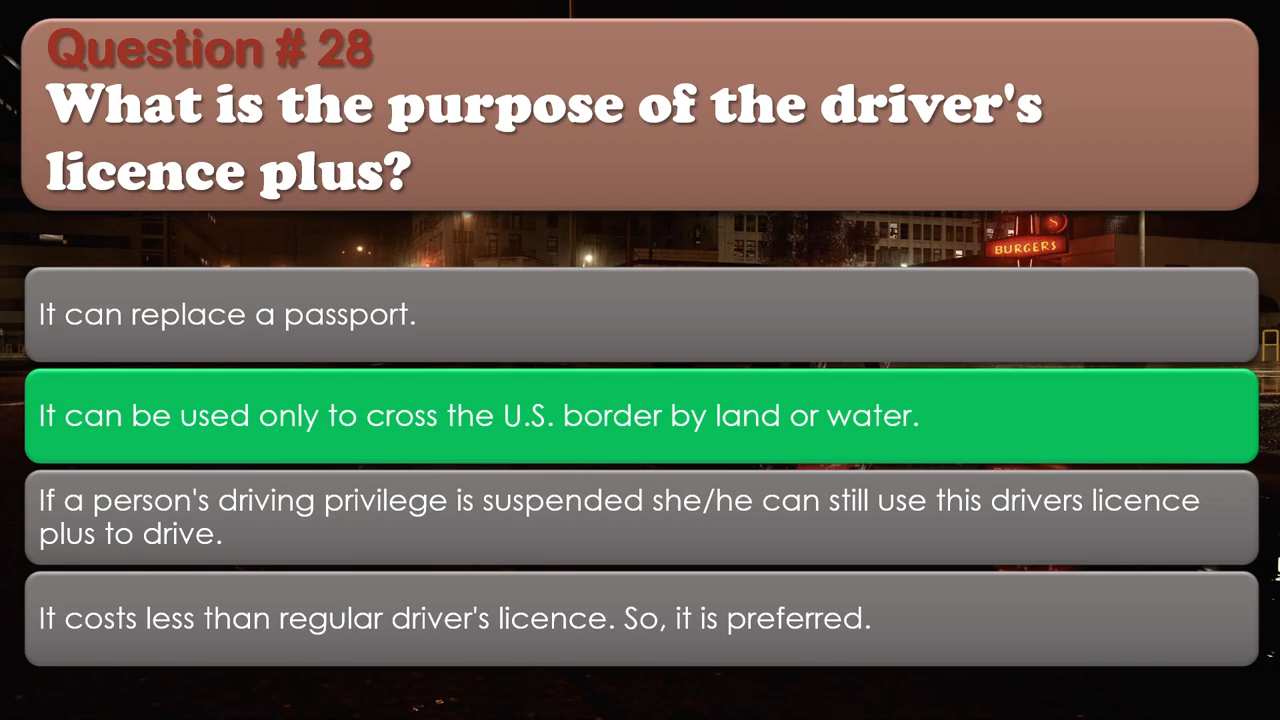 Question # 28
What is the purpose of the driver's
licence plus?
BURGERS
It can replace a passport.
It can be used only to cross the U.S. border by land or water.
If a person's driving privilege is suspended she/he can still use this drivers licence
plus to drive.
It costs less than regular driver's licence. So, it is preferred.